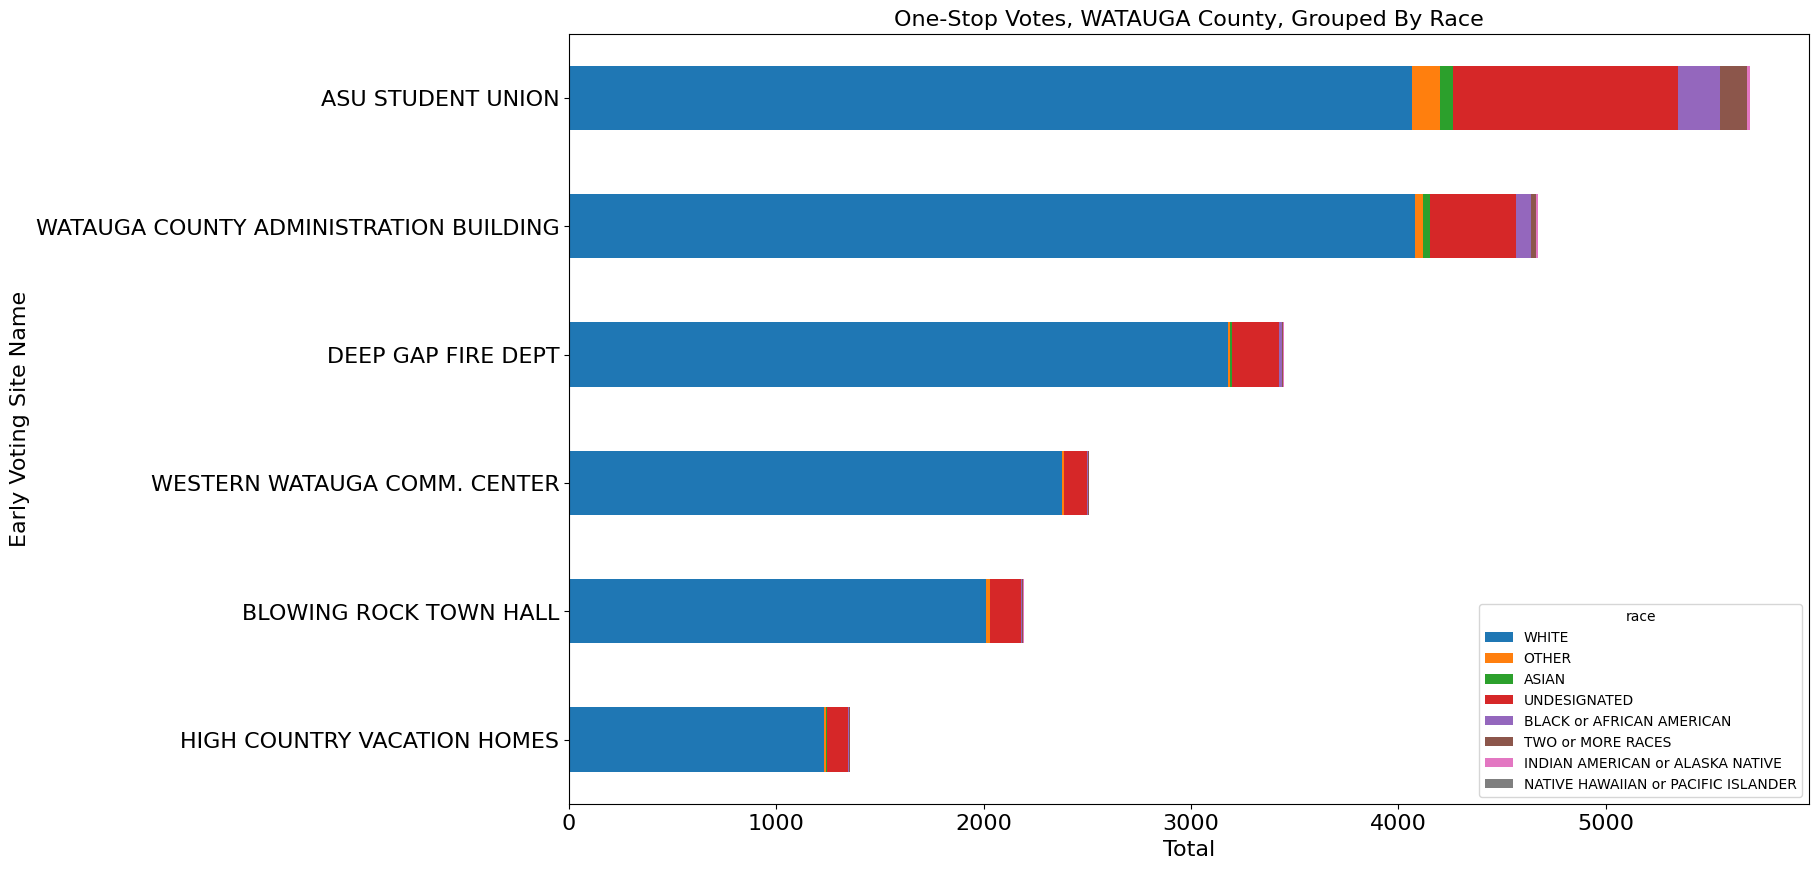 One-Stop Votes, WATAUGA County, Grouped By Race
Early Voting Site Name
ASU STUDENT UNION
WATAUGA COUNTY ADMINISTRATION BUILDING
DEEP GAP FIRE DEPT
WESTERN WATAUGA COMM. CENTER
BLOWING ROCK TOWN HALL
HIGH COUNTRY VACATION HOMES
race
WHITE
OTHER
ASIAN
UNDESIGNATED
BLACK or AFRICAN AMERICAN
TWO or MORE RACES
INDIAN AMERICAN or ALASKA NATIVE
NATIVE HAWAIIAN or PACIFIC ISLANDER
0 1000 2000 3000 4000 5000
Total